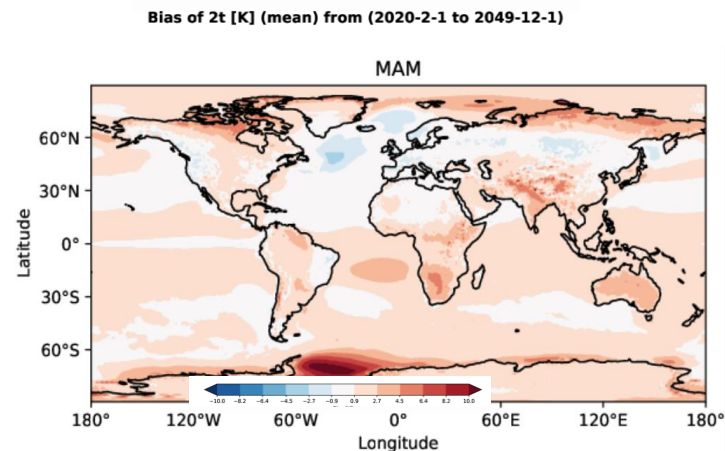 Bias of 2t [K] (mean) from (2020-2-1 to 2049-12-1)
MAM
60°N
30°N
0°
30°S
60°S
Latitude
−10.0 −8.2 −6.4 −4.5 −2.7 −0.9 0.9 2.7 4.5 6.4 8.2 10.0
180° 120°W 60°W 0° 60°E 120°E 180°
Longitude